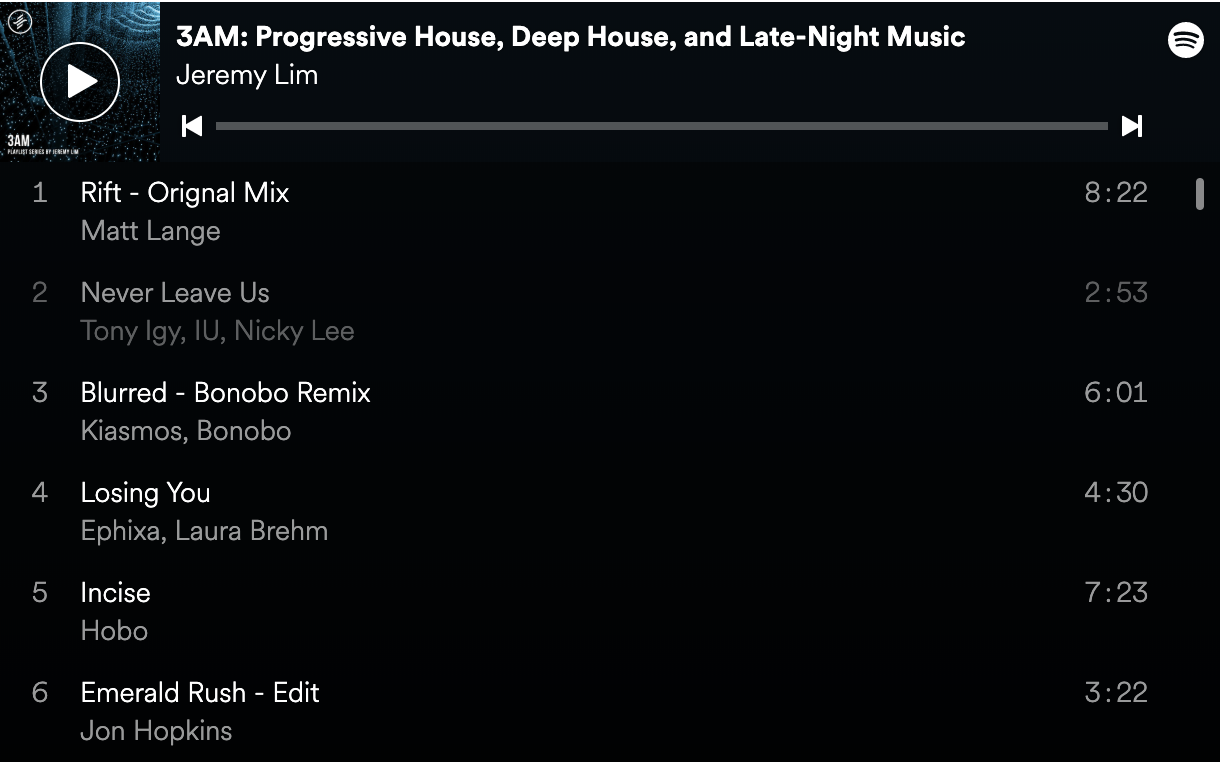 3AM: Progressive House, Deep House, and Late-Night Music
Jeremy Lim
3AM
PLAYLIST SERIES BY JEREMY LIM
1 Rift - Orignal Mix 8:22
Matt Lange
2 Never Leave Us 2:53
Tony Igy, IU, Nicky Lee
3 Blurred - Bonobo Remix 6:01
Kiasmos, Bonobo
4 Losing You 4:30
Ephixa, Laura Brehm
5 Incise 7:23
Hobo
6 Emerald Rush - Edit 3:22
Jon Hopkins